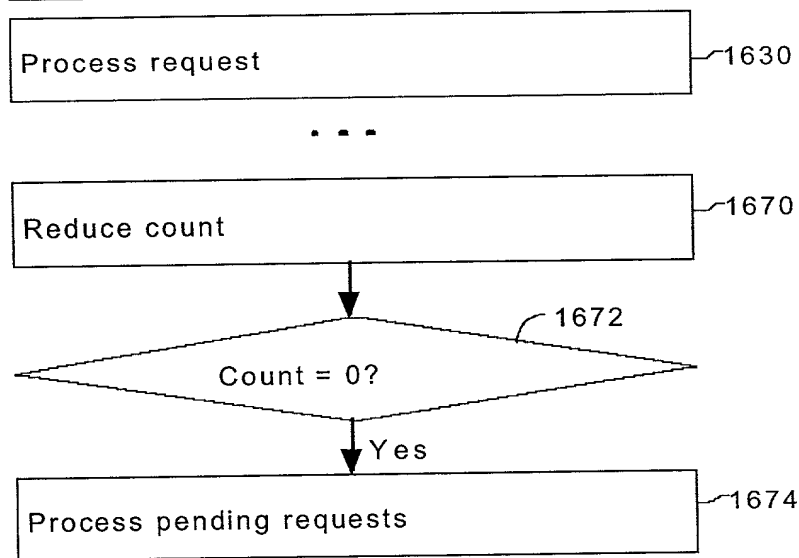 Process request
1630
Reduce count
1670
1672
Count = 0?
Yes
Process pending requests
1674